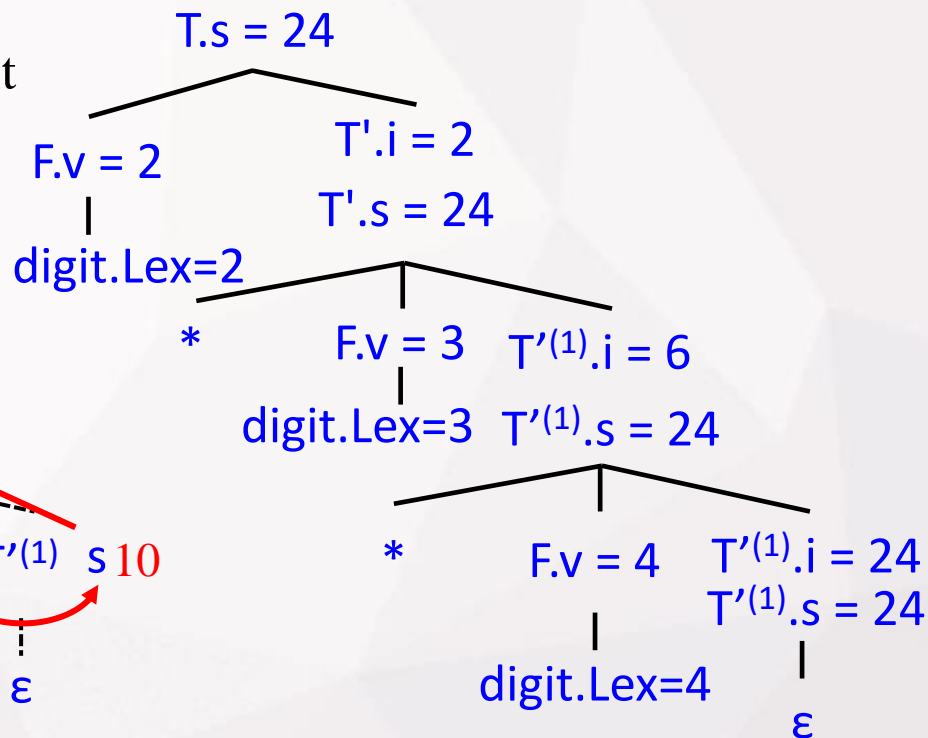 T.s = 24
t
F.v = 2
T'.i = 2
T'.s = 24
digit.Lex=2
*
F.v = 3
T’(1).i = 6
digit.Lex=3
T’(1).s = 24
’(1) s 10
*
F.v = 4
T’(1).i = 24
T’(1).s = 24
ε
digit.Lex=4
ε